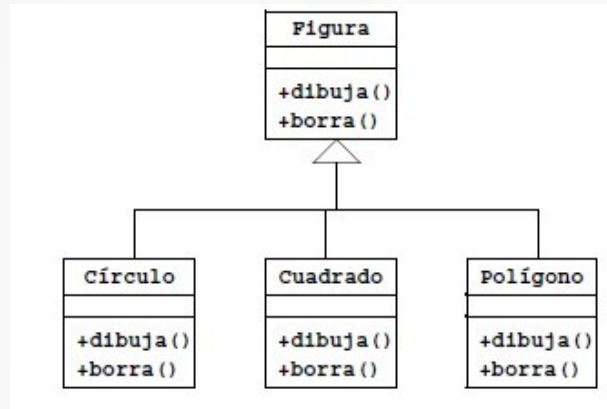 Figura
+dibuja()
+borra()
Círculo
+dibuja()
+borra()
Cuadrado
+dibuja()
+borra()
Polígono
+dibuja()
+borra()